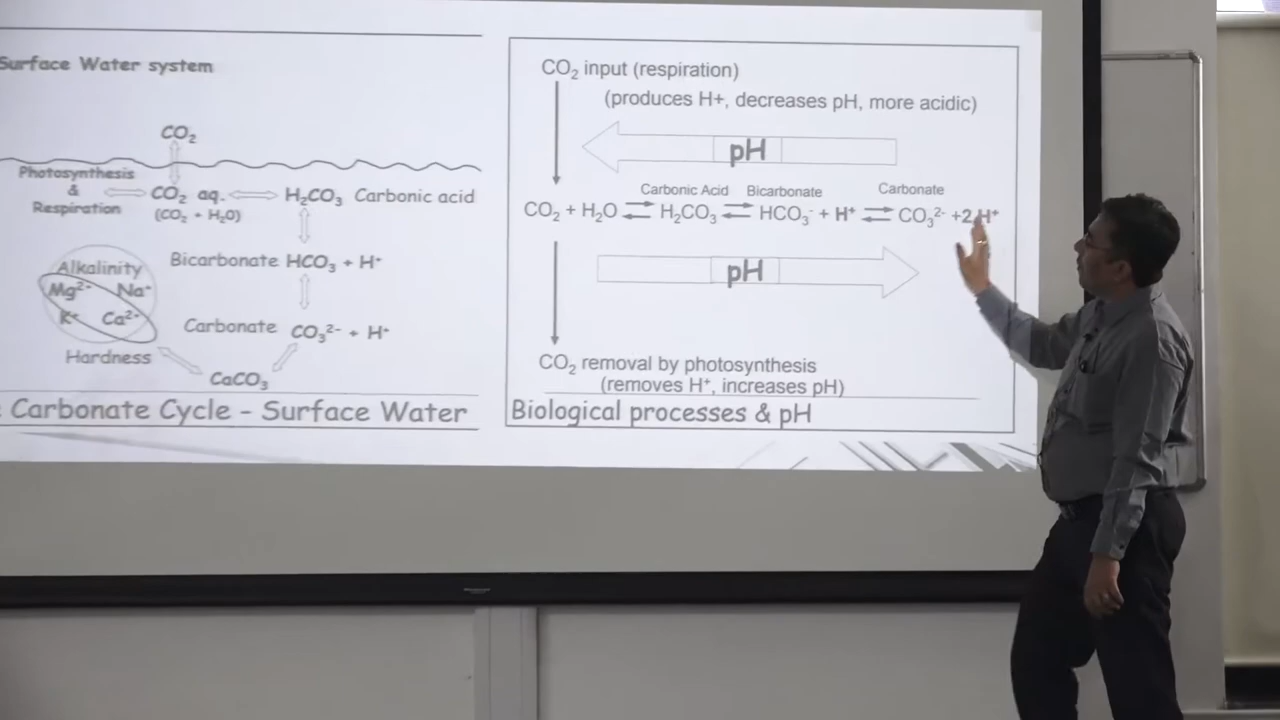 Surface Water system
CO₂
Photosynthesis
&
Respiration
CO₂ aq.
(CO₂ + H₂O)
H₂CO₃ Carbonic acid
Bicarbonate HCO₃ + H⁺
Alkalinity
Mg²⁻ Na⁺
K⁺ Ca²⁻
Hardness
Carbonate CO₃²⁻ + H⁺
CaCO₃
Carbonate Cycle - Surface Water
CO₂ input (respiration)
(produces H+, decreases pH, more acidic)
pH
Carbonic Acid Bicarbonate Carbonate
CO₂ + H₂O ⇌ H₂CO₃ ⇌ HCO₃⁻ + H⁺ ⇌ CO₃²⁻ +2 H⁺
pH
CO₂ removal by photosynthesis
(removes H⁺, increases pH)
Biological processes & pH